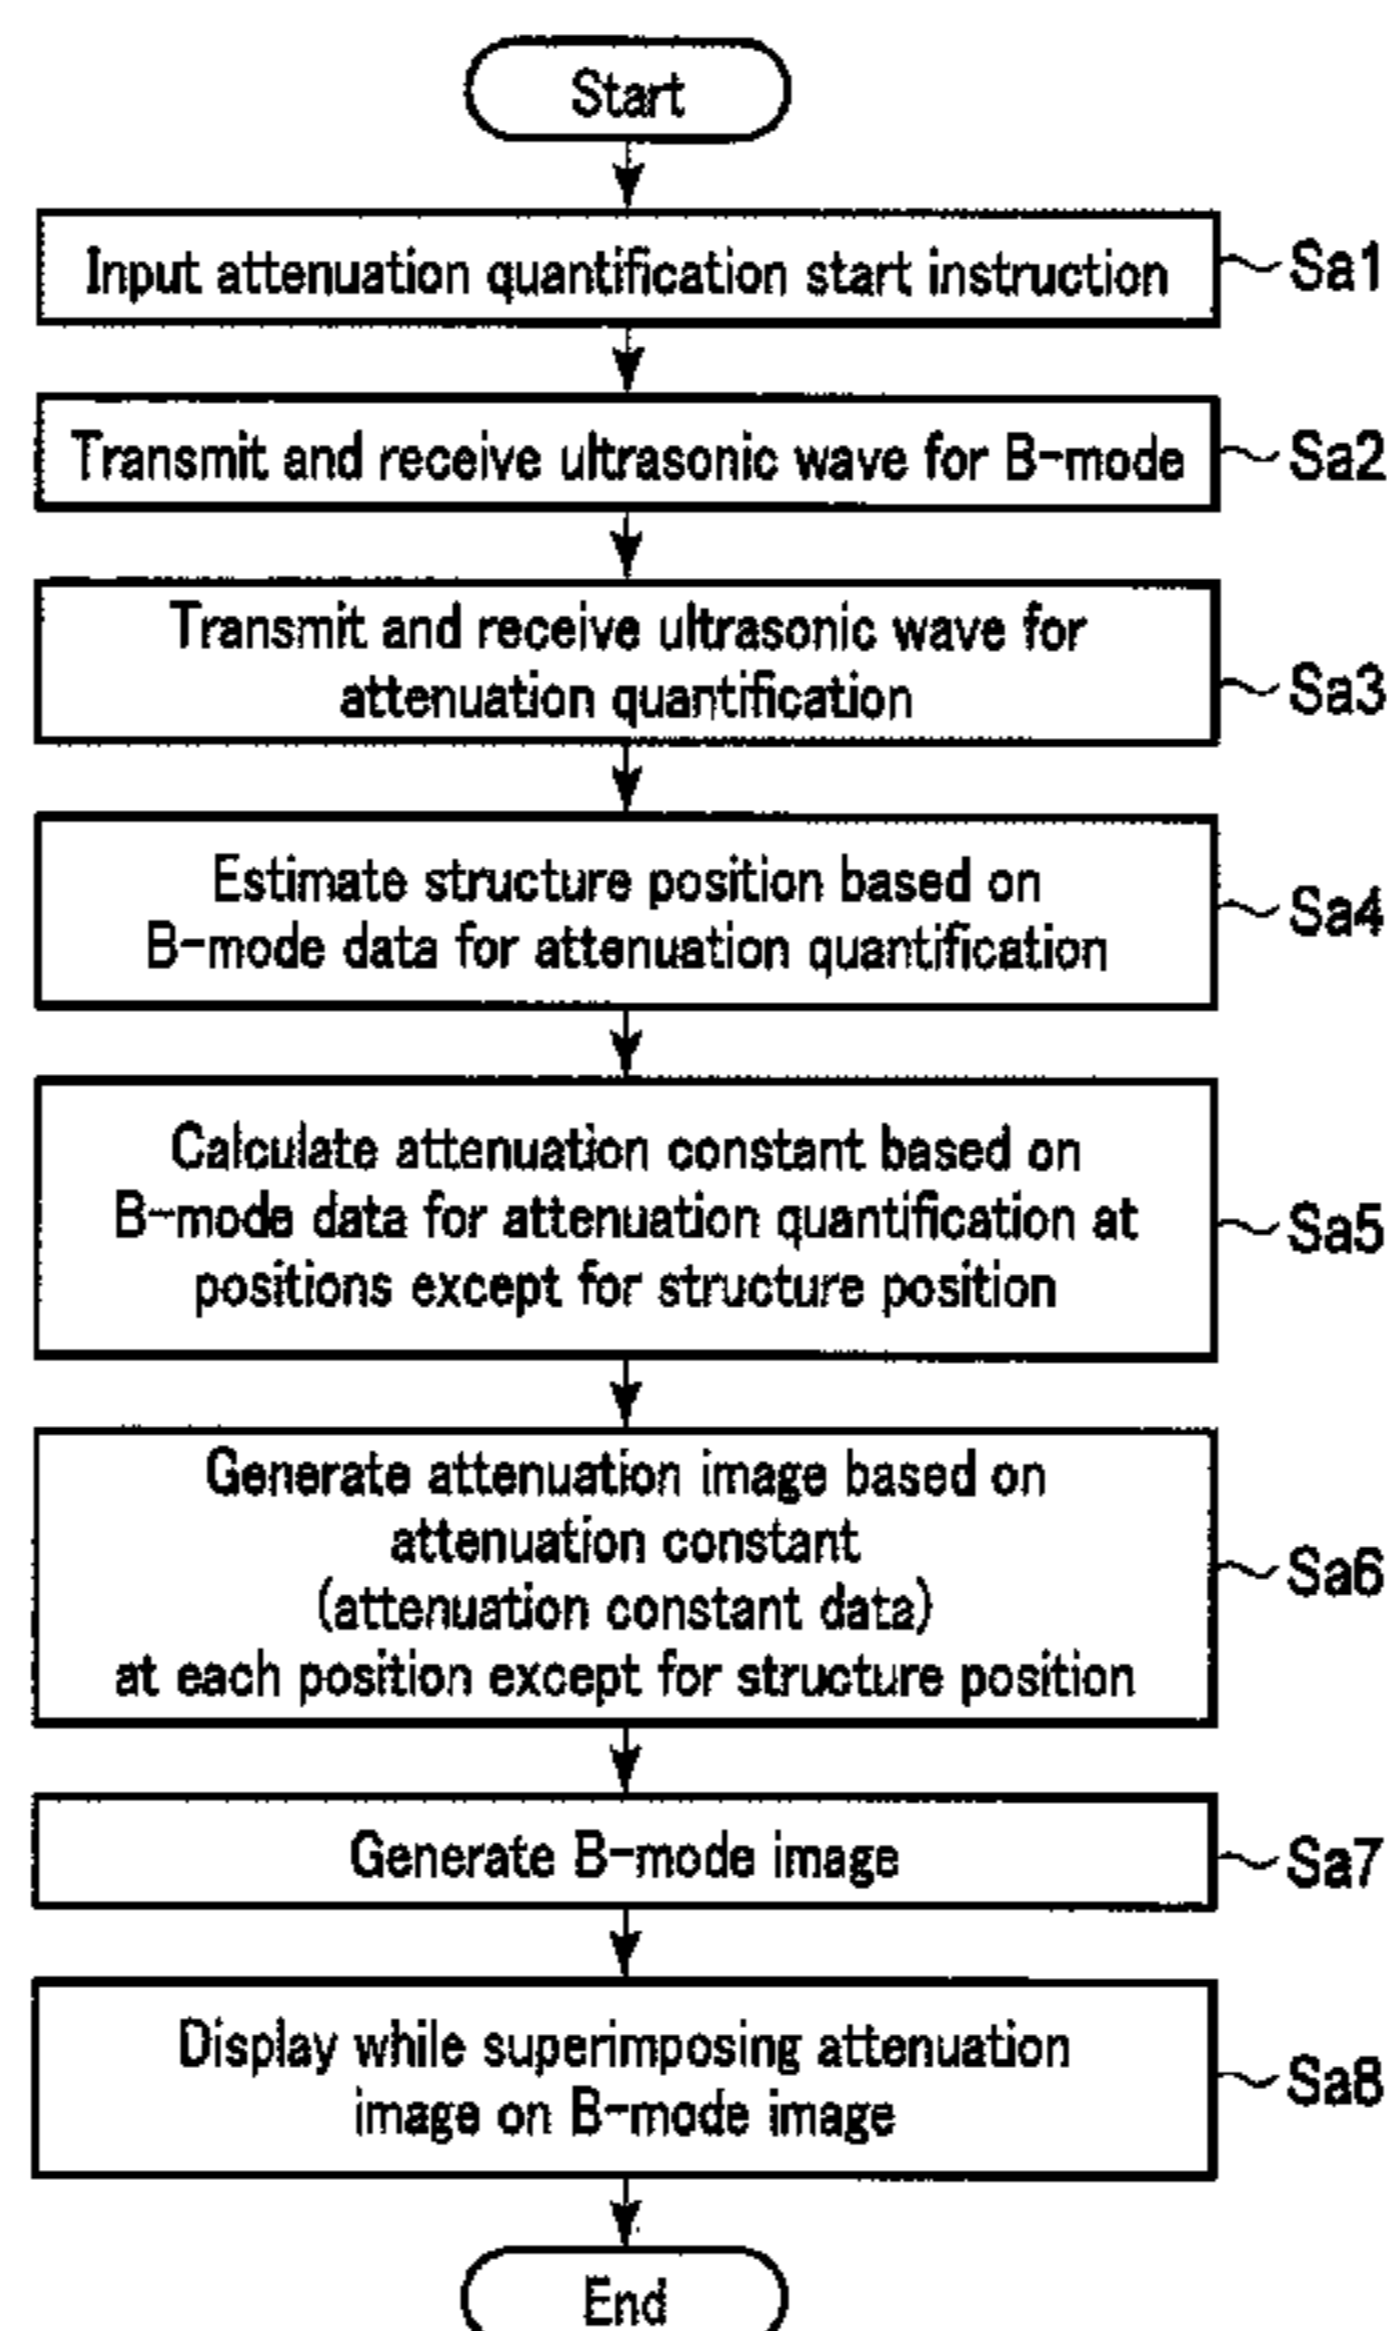 Start
Input attenuation quantification start instruction
Sa1
Transmit and receive ultrasonic wave for B-mode
Sa2
Transmit and receive ultrasonic wave for
attenuation quantification
Sa3
Estimate structure position based on
B-mode data for attenuation quantification
Sa4
Calculate attenuation constant based on
B-mode data for attenuation quantification at
positions except for structure position
Sa5
Generate attenuation image based on
attenuation constant
(attenuation constant data)
at each position except for structure position
Sa6
Generate B-mode image
Sa7
Display while superimposing attenuation
image on B-mode image
Sa8
End